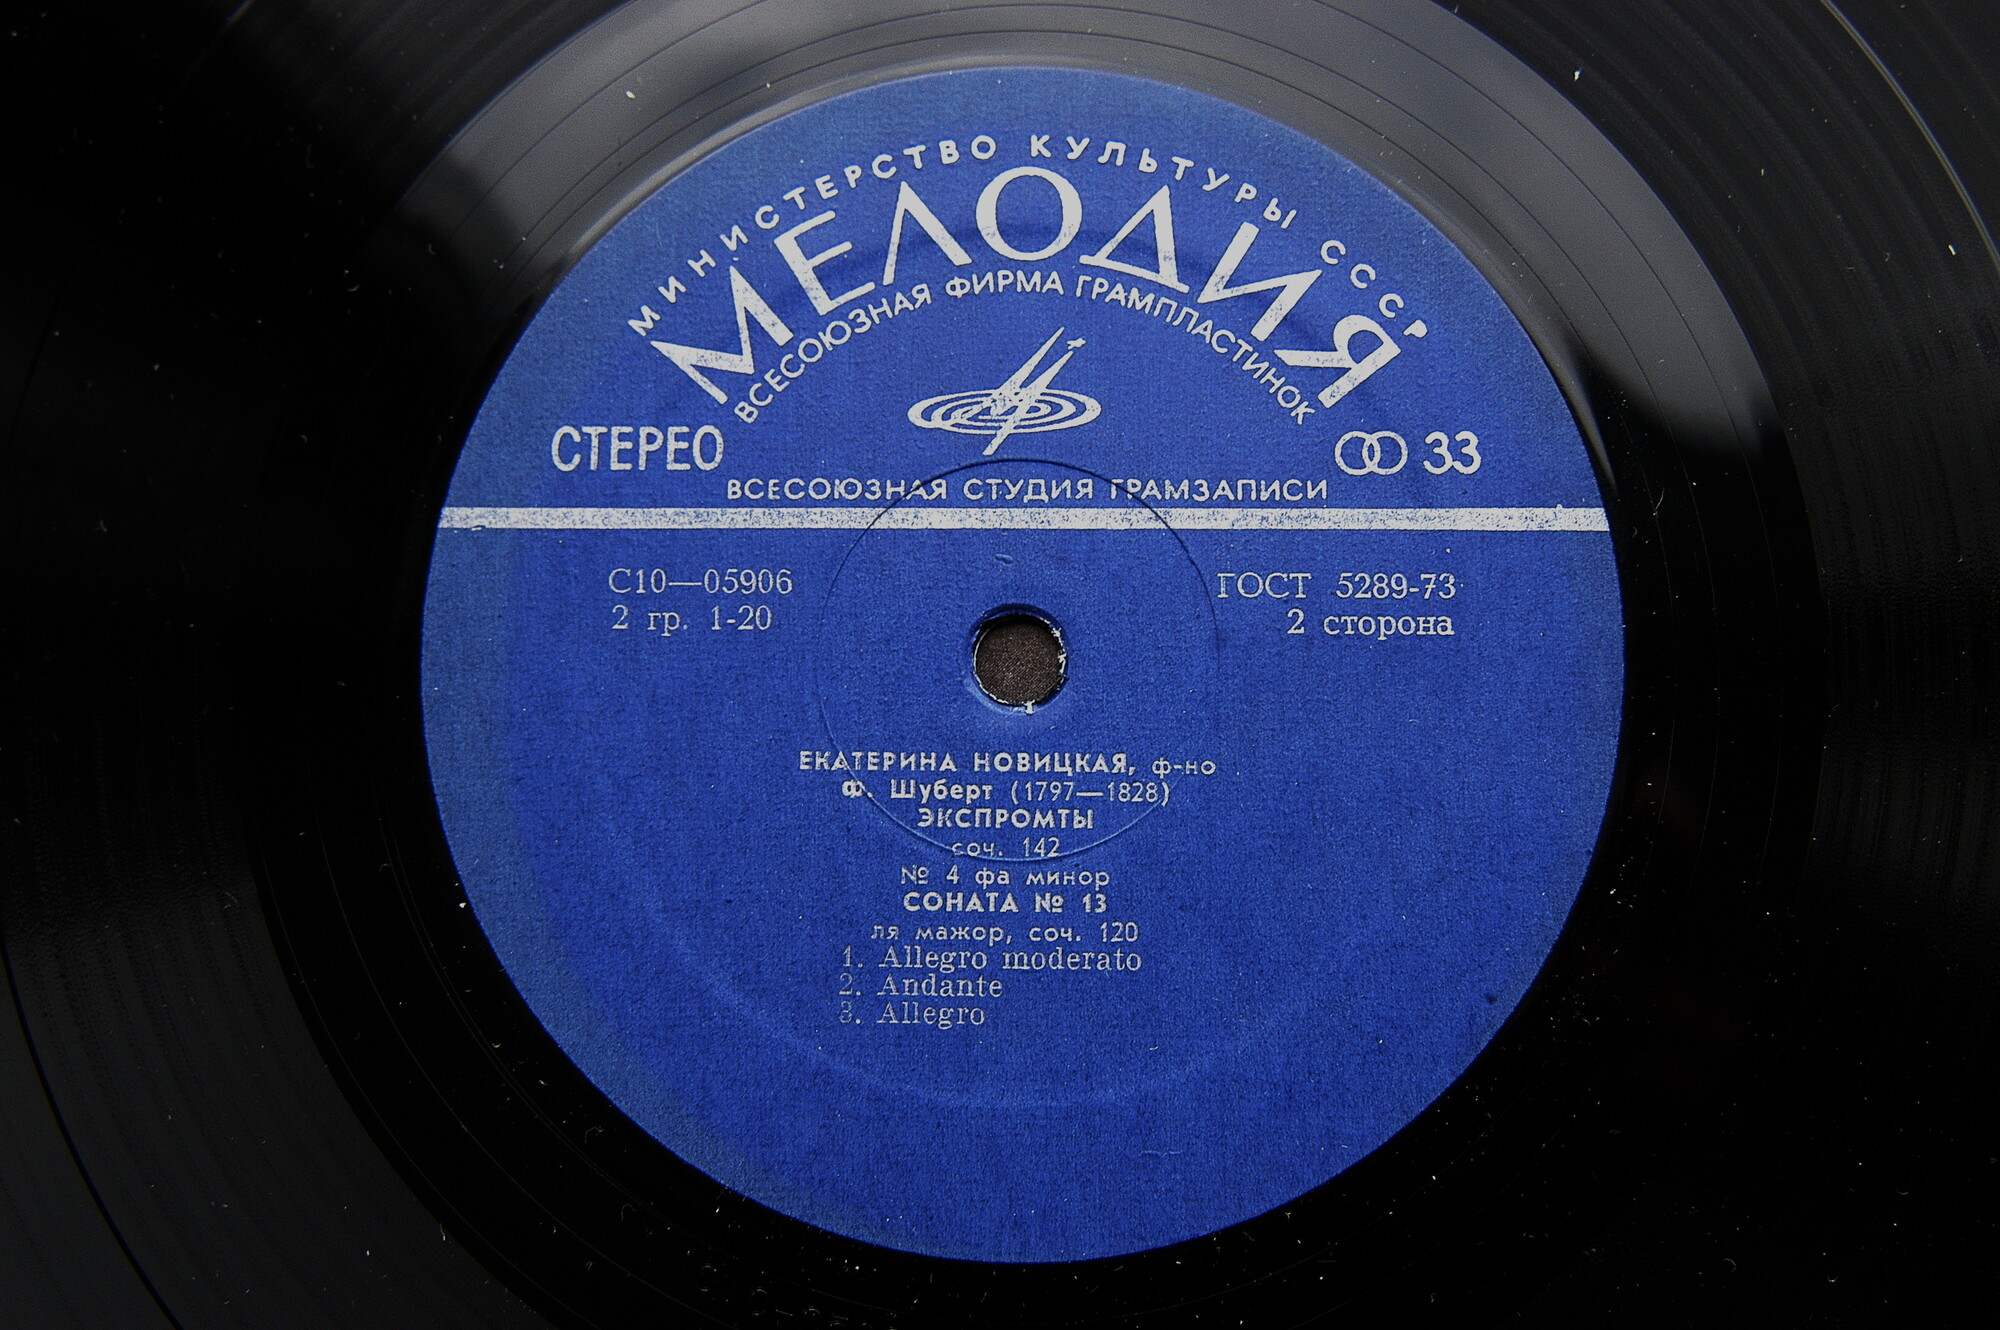 МИНИСТЕРСТВО КУЛЬТУРЫ СССР
МЕЛОДИЯ
ВСЕСОЮЗНАЯ ФИРМА ГРАМПЛАСТИНОК
СТЕРЕО
33
ВСЕСОЮЗНАЯ СТУДИЯ ГРАМЗАПИСИ
С10—05906
ГОСТ 5289-73
2 гр. 1-20
2 сторона
ЕКАТЕРИНА НОВИЦКАЯ, ф-но
Ф. Шуберт (1797—1828)
ЭКСПРОМТЫ
соч. 142
№ 4 фа минор
СОНАТА № 13
ля мажор, соч. 120
1. Allegro moderato
2. Andante
3. Allegro